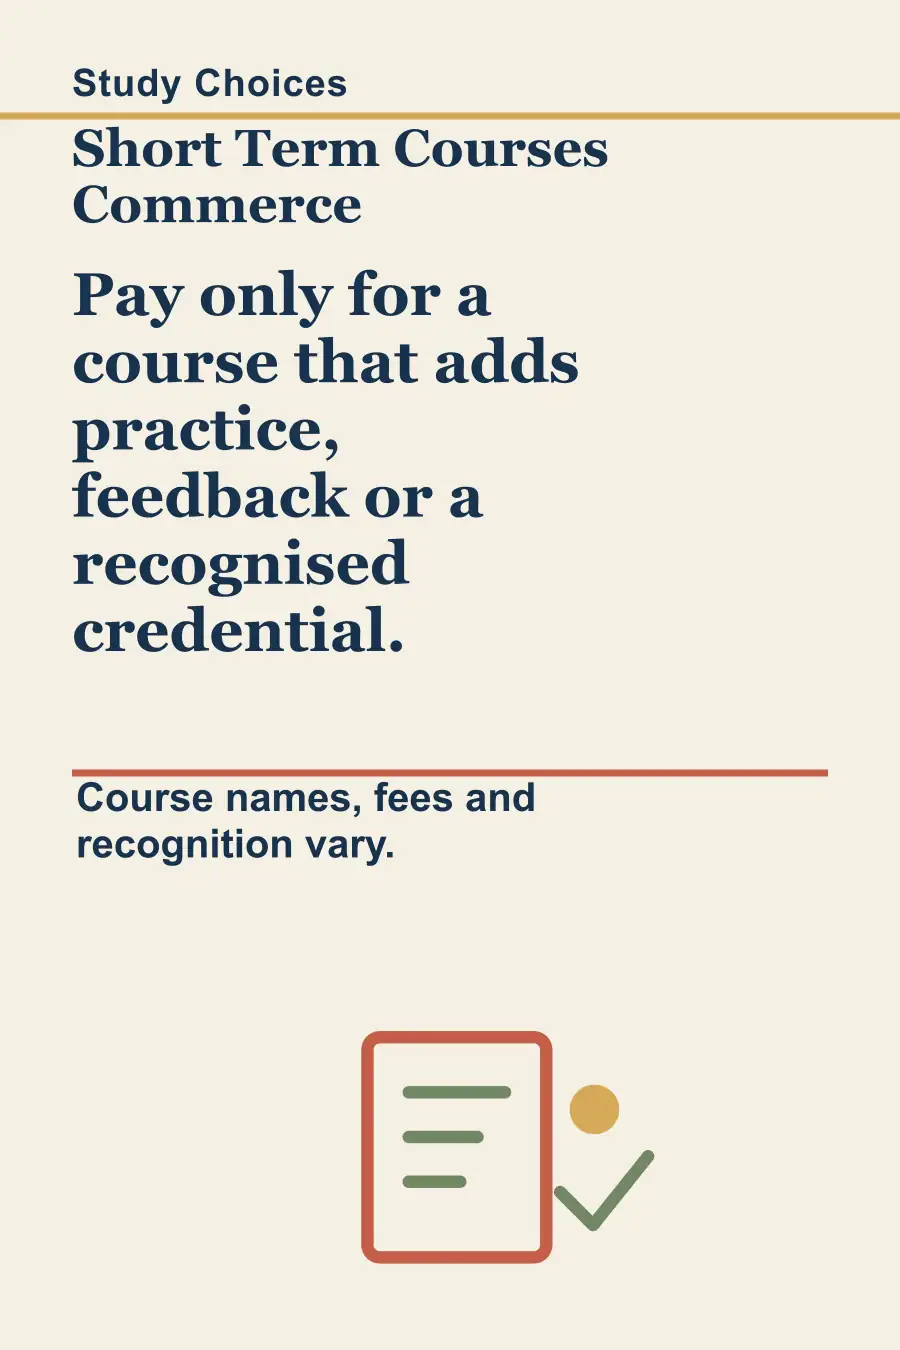 Study Choices
Short Term Courses
Commerce
Pay only for a
course that adds
practice,
feedback or a
recognised
credential.
Course names, fees and
recognition vary.